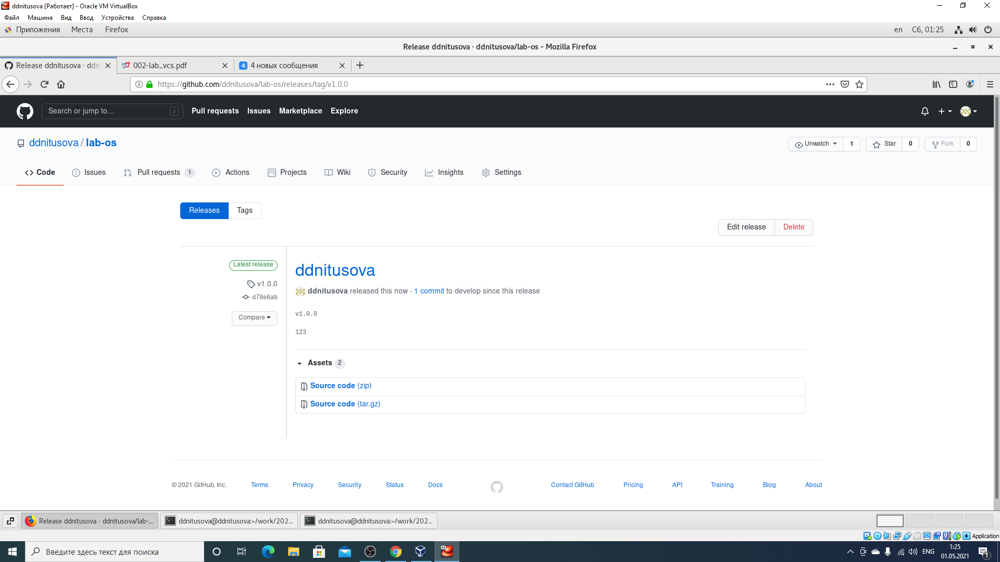 ddnitusova [Работает] - Oracle VM VirtualBox
Файл Машина Вид Ввод Устройства Справка
Приложения Места Firefox en Сб, 01:25
Release ddnitusova · ddnitusova/lab-os - Mozilla Firefox
Release ddnitusova · ddni 002-lab_vcs.pdf 4 4 новых сообщения
https://github.com/ddnitusova/lab-os/releases/tag/v1.0.0
Search or jump to… / Pull requests Issues Marketplace Explore
ddnitusova / lab-os Unwatch 1 Star 0 Fork 0
Code Issues Pull requests 1 Actions Projects Wiki Security Insights Settings
Releases Tags
Edit release Delete
Latest release
v1.0.0
d78e6ab
Compare
ddnitusova
ddnitusova released this now · 1 commit to develop since this release
v1.0.0
123
Assets 2
Source code (zip)
Source code (tar.gz)
© 2021 GitHub, Inc. Terms Privacy Security Status Docs Contact GitHub Pricing API Training Blog About
Release ddnitusova · ddnitusova/lab-... ddnitusova@ddnitusova:~/work/202... ddnitusova@ddnitusova:~/work/202...
Application
Введите здесь текст для поиска ENG 1:25
01.05.2021 1